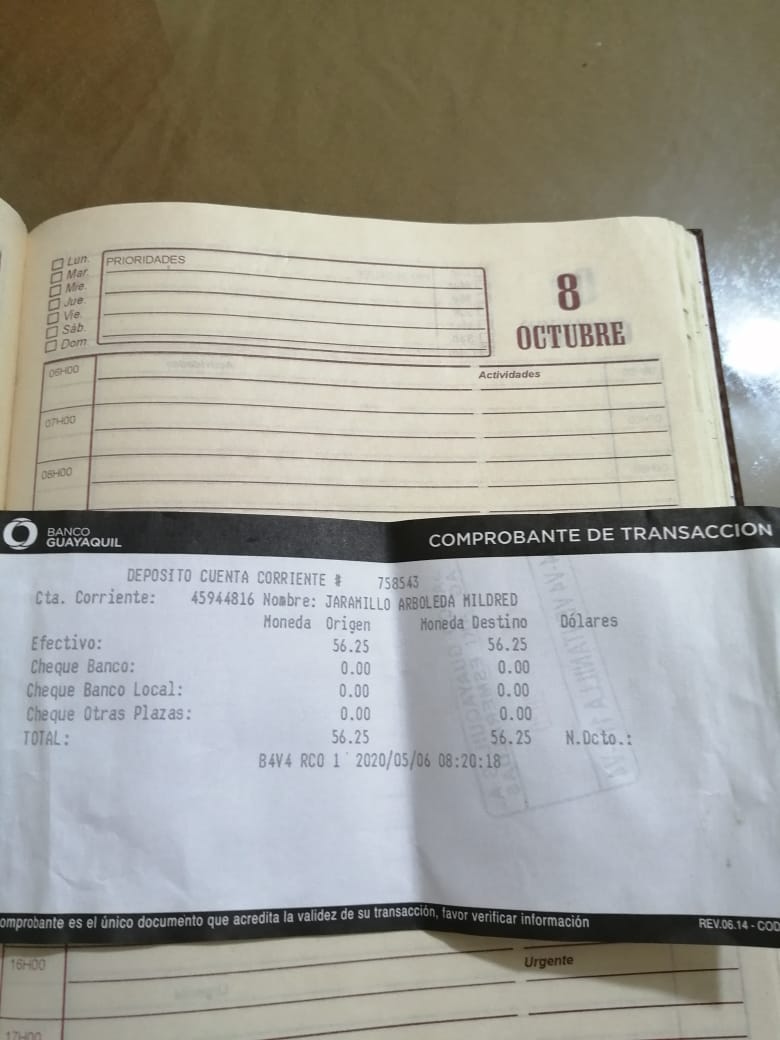 Lun.
Mar.
Mie.
Jue.
Vie.
Sáb.
Dom.
PRIORIDADES
8
OCTUBRE
06H00
Actividades
07H00
08H00
BANCO
GUAYAQUIL
COMPROBANTE DE TRANSACCION
DEPOSITO CUENTA CORRIENTE # 758543
Cta. Corriente: 45944816 Nombre: JARAMILLO ARBOLEDA MILDRED
Moneda Origen Moneda Destino Dólares
Efectivo: 56.25 56.25
Cheque Banco: 0.00 0.00
Cheque Banco Local: 0.00 0.00
Cheque Otras Plazas: 0.00 0.00
TOTAL: 56.25 56.25 N.Dcto.:
B4V4 RCO 1 2020/05/06 08:20:18
omprobante es el único documento que acredita la validez de su transacción, favor verificar información
REV.06.14 - COD
16H00
Urgente
17H00